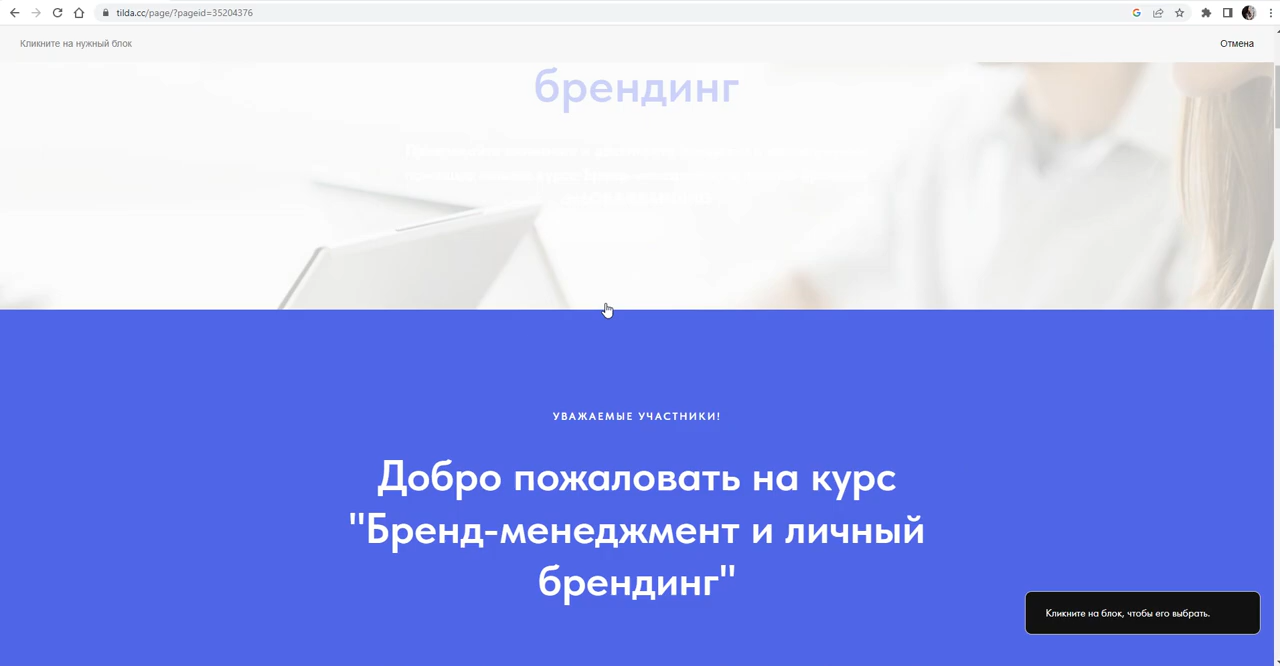 tilda.cc/page/?pageid=35204376
Кликните на нужный блок
Отмена
брендинг
УВАЖАЕМЫЕ УЧАСТНИКИ!
Добро пожаловать на курс
"Бренд-менеджмент и личный
брендинг"
Кликните на блок, чтобы его выбрать.